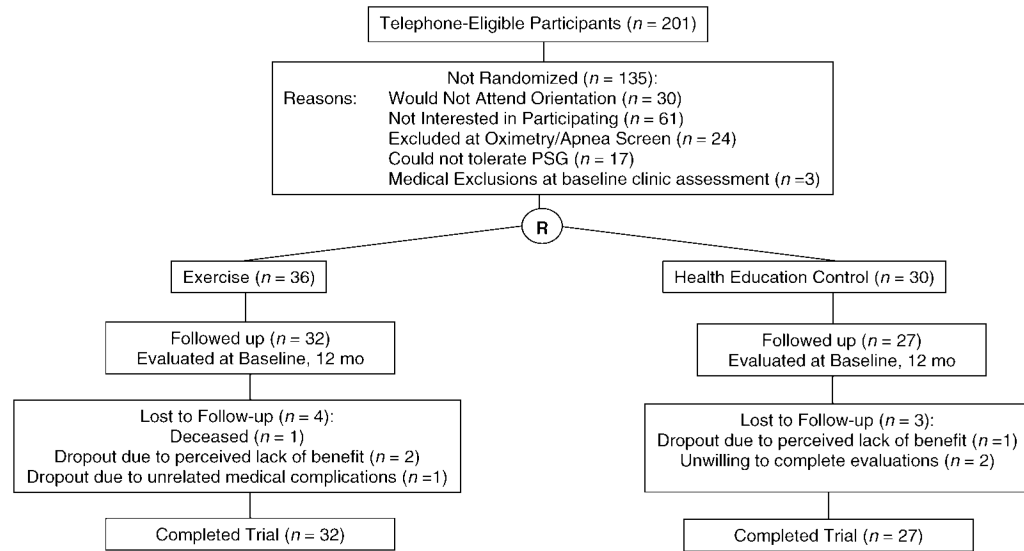 Telephone-Eligible Participants (n = 201)
Not Randomized (n = 135):
Reasons: Would Not Attend Orientation (n = 30)
Not Interested in Participating (n = 61)
Excluded at Oximetry/Apnea Screen (n = 24)
Could not tolerate PSG (n = 17)
Medical Exclusions at baseline clinic assessment (n =3)
R
Exercise (n = 36)
Followed up (n = 32)
Evaluated at Baseline, 12 mo
Lost to Follow-up (n = 4):
Deceased (n = 1)
Dropout due to perceived lack of benefit (n = 2)
Dropout due to unrelated medical complications (n =1)
Completed Trial (n = 32)
Health Education Control (n = 30)
Followed up (n = 27)
Evaluated at Baseline, 12 mo
Lost to Follow-up (n = 3):
Dropout due to perceived lack of benefit (n =1)
Unwilling to complete evaluations (n = 2)
Completed Trial (n = 27)